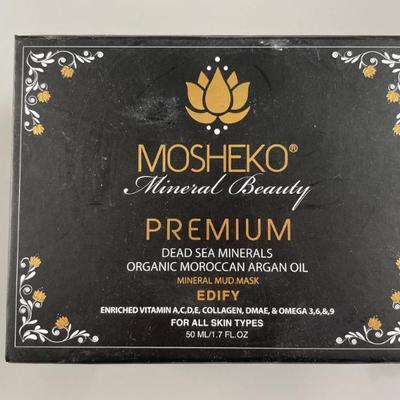 MOSHEKO®
Mineral Beauty
PREMIUM
DEAD SEA MINERALS
ORGANIC MOROCCAN ARGAN OIL
MINERAL MUD.MASK
EDIFY
ENRICHED VITAMIN A,C,D,E, COLLAGEN, DMAE, & OMEGA 3,6,&,9
FOR ALL SKIN TYPES
50 ML/1.7 FL.OZ